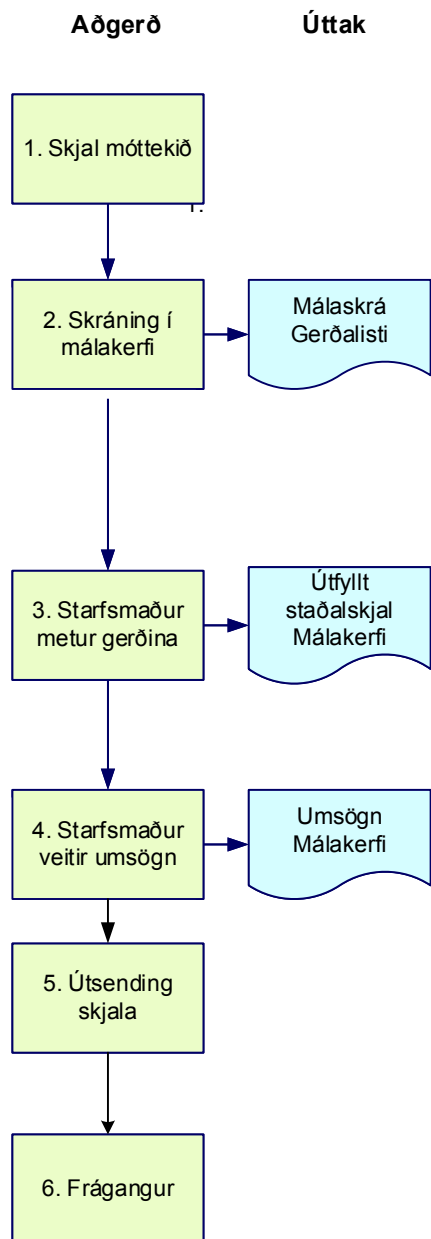 Aðgerð
Úttak
1. Skjal móttekið
1.
2. Skráning í
málakerfi
Málaskrá
Gerðalisti
3. Starfsmaður
metur gerðina
Útfyllt
staðalskjal
Málakerfi
4. Starfsmaður
veitir umsögn
Umsögn
Málakerfi
5. Útsending
skjala
6. Frágangur